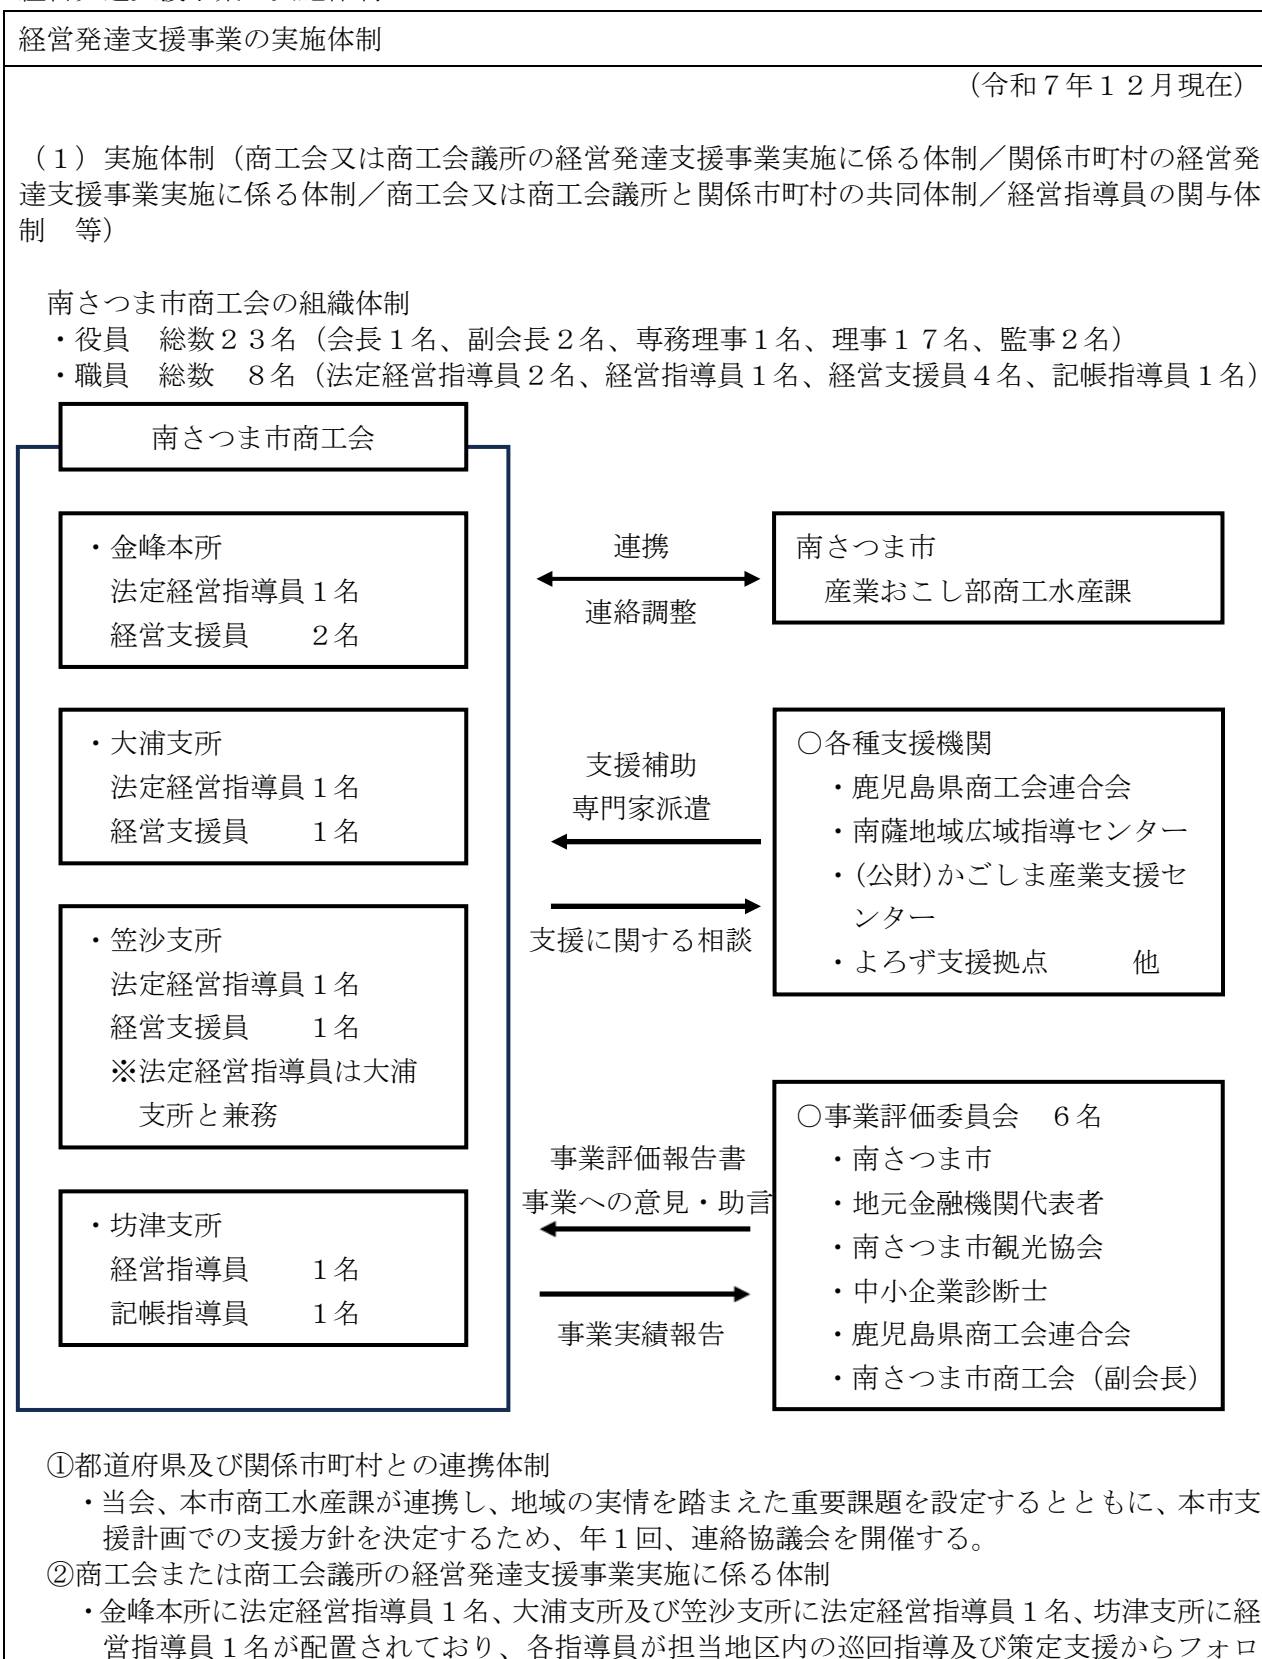 経営発達支援事業の実施体制
（令和７年１２月現在）
（１）実施体制（商工会又は商工会議所の経営発達支援事業実施に係る体制／関係市町村の経営発
達支援事業実施に係る体制／商工会又は商工会議所と関係市町村の共同体制／経営指導員の関与体
制　等）
南さつま市商工会の組織体制
・役員　総数２３名（会長１名、副会長２名、専務理事１名、理事１７名、監事２名）
・職員　総数　８名（法定経営指導員２名、経営指導員１名、経営支援員４名、記帳指導員１名）
南さつま市商工会
・金峰本所
法定経営指導員１名
経営支援員　　２名
連携
連絡調整
南さつま市
産業おこし部商工水産課
・大浦支所
法定経営指導員１名
経営支援員　　１名
支援補助
専門家派遣
支援に関する相談
○各種支援機関
・鹿児島県商工会連合会
・南薩地域広域指導センター
・(公財)かごしま産業支援セ
ンター
・よろず支援拠点　　　他
・笠沙支所
法定経営指導員１名
経営支援員　　１名
※法定経営指導員は大浦
支所と兼務
・坊津支所
経営指導員　　１名
記帳指導員　　１名
事業評価報告書
事業への意見・助言
事業実績報告
○事業評価委員会　６名
・南さつま市
・地元金融機関代表者
・南さつま市観光協会
・中小企業診断士
・鹿児島県商工会連合会
・南さつま市商工会（副会長）
①都道府県及び関係市町村との連携体制
・当会、本市商工水産課が連携し、地域の実情を踏まえた重要課題を設定するとともに、本市支
援計画での支援方針を決定するため、年１回、連絡協議会を開催する。
②商工会または商工会議所の経営発達支援事業実施に係る体制
・金峰本所に法定経営指導員１名、大浦支所及び笠沙支所に法定経営指導員１名、坊津支所に経
営指導員１名が配置されており、各指導員が担当地区内の巡回指導及び策定支援からフォロ